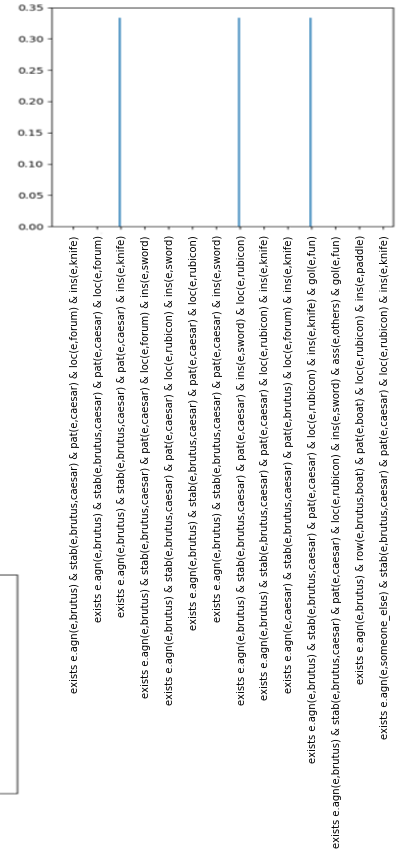 0.35
0.30
0.25
0.20
0.15
0.10
0.05
0.00
exists e.agn(e,brutus) & stab(e,brutus,caesar) & pat(e,caesar) & loc(e,forum) & ins(e,knife)
exists e.agn(e,brutus) & stab(e,brutus,caesar) & pat(e,caesar) & loc(e,forum)
exists e.agn(e,brutus) & stab(e,brutus,caesar) & pat(e,caesar) & ins(e,knife)
exists e.agn(e,brutus) & stab(e,brutus,caesar) & pat(e,caesar) & loc(e,forum) & ins(e,sword)
exists e.agn(e,brutus) & stab(e,brutus,caesar) & pat(e,caesar) & loc(e,rubicon) & ins(e,sword)
exists e.agn(e,brutus) & stab(e,brutus,caesar) & pat(e,caesar) & loc(e,rubicon)
exists e.agn(e,brutus) & stab(e,brutus,caesar) & pat(e,caesar) & ins(e,sword)
exists e.agn(e,brutus) & stab(e,brutus,caesar) & pat(e,caesar) & ins(e,sword) & loc(e,rubicon)
exists e.agn(e,brutus) & stab(e,brutus,caesar) & pat(e,caesar) & loc(e,rubicon) & ins(e,knife)
exists e.agn(e,caesar) & stab(e,brutus,caesar) & pat(e,brutus) & loc(e,forum) & ins(e,knife)
exists e.agn(e,brutus) & stab(e,brutus,caesar) & pat(e,caesar) & loc(e,rubicon) & ins(e,knife) & gol(e,fun)
exists e.agn(e,brutus) & stab(e,brutus,caesar) & pat(e,caesar) & loc(e,rubicon) & ins(e,sword) & ass(e,others) & gol(e,fun)
exists e.agn(e,brutus) & row(e,brutus,boat) & pat(e,boat) & loc(e,rubicon) & ins(e,paddle)
exists e.agn(e,someone_else) & stab(e,brutus,caesar) & pat(e,caesar) & loc(e,rubicon) & ins(e,knife)